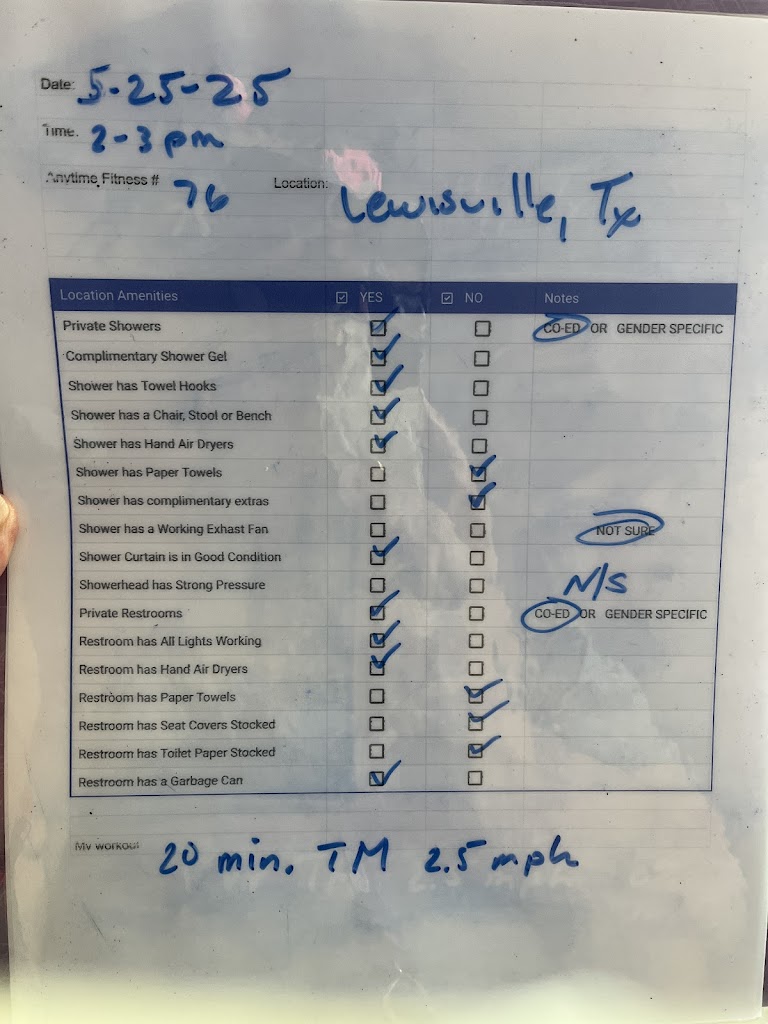 Date: 5-25-25
Time. 2-3 pm
Anytime Fitness # 76 Location: Lewisville, Tx
Location Amenities ☑ YES ☑ NO Notes
Private Showers ☑ ☐ CO-ED OR GENDER SPECIFIC
Complimentary Shower Gel ☑ ☐
Shower has Towel Hooks ☑ ☐
Shower has a Chair, Stool or Bench ☑ ☐
Shower has Hand Air Dryers ☑ ☐
Shower has Paper Towels ☐ ☑
Shower has complimentary extras ☐ ☑
Shower has a Working Exhast Fan ☐ ☐ NOT SURE
Shower Curtain is in Good Condition ☑ ☐
Showerhead has Strong Pressure ☐ ☐ N/S
Private Restrooms ☑ ☐ CO-ED OR GENDER SPECIFIC
Restroom has All Lights Working ☑ ☐
Restroom has Hand Air Dryers ☑ ☐
Restroom has Paper Towels ☐ ☑
Restroom has Seat Covers Stocked ☐ ☑
Restroom has Toilet Paper Stocked ☐ ☑
Restroom has a Garbage Can ☑ ☐
My workout 20 min. TM 2.5 mph